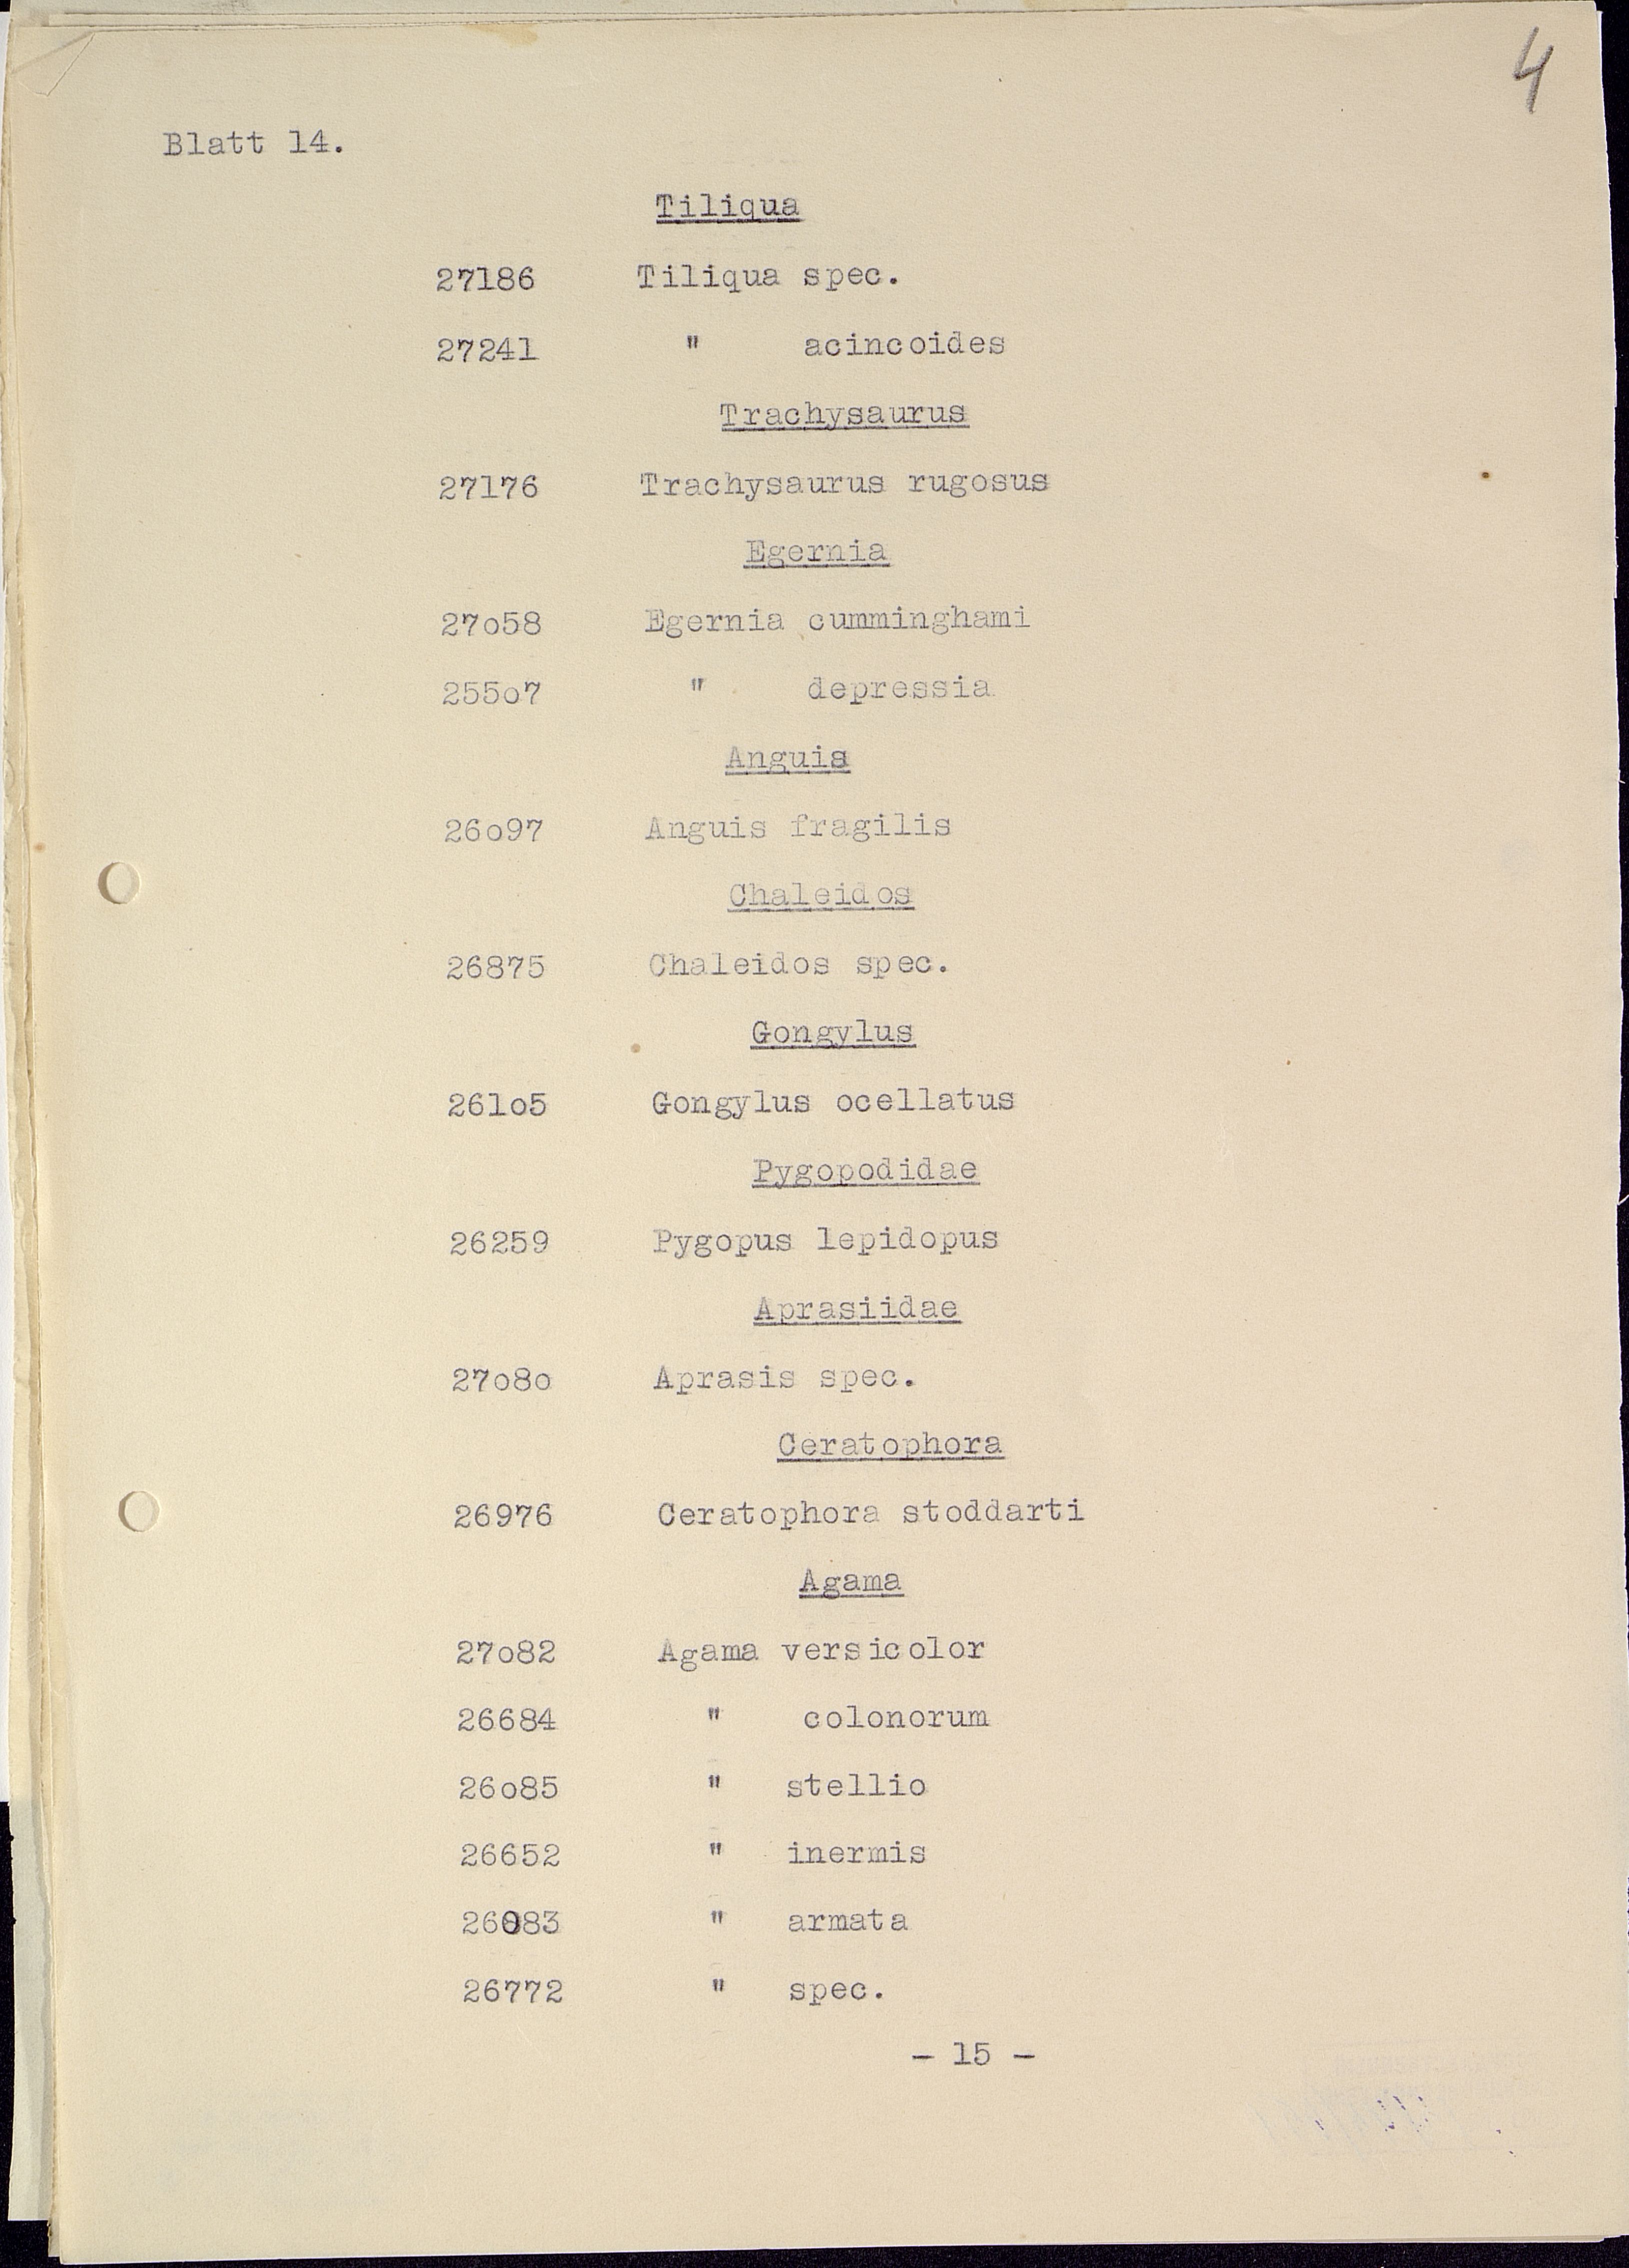 4
Blatt 14.
Tiliqua
27186 Tiliqua spec.
27241 " acincoides
Trachysaurus
27176 Trachysaurus rugosus
Egernia
27o58 Egernia cumminghami
255o7 " depressia
Anguis
26o97 Anguis fragilis
Chaleidos
26875 Chaleidos spec.
Gongylus
261o5 Gongylus ocellatus
Pygopodidae
26259 Pygopus lepidopus
Aprasiidae
27o8o Aprasis spec.
Ceratophora
26976 Ceratophora stoddarti
Agama
27o82 Agama versicolor
26684 " colonorum
26o85 " stellio
26652 " inermis
26083 " armata
26772 " spec.
- 15 -